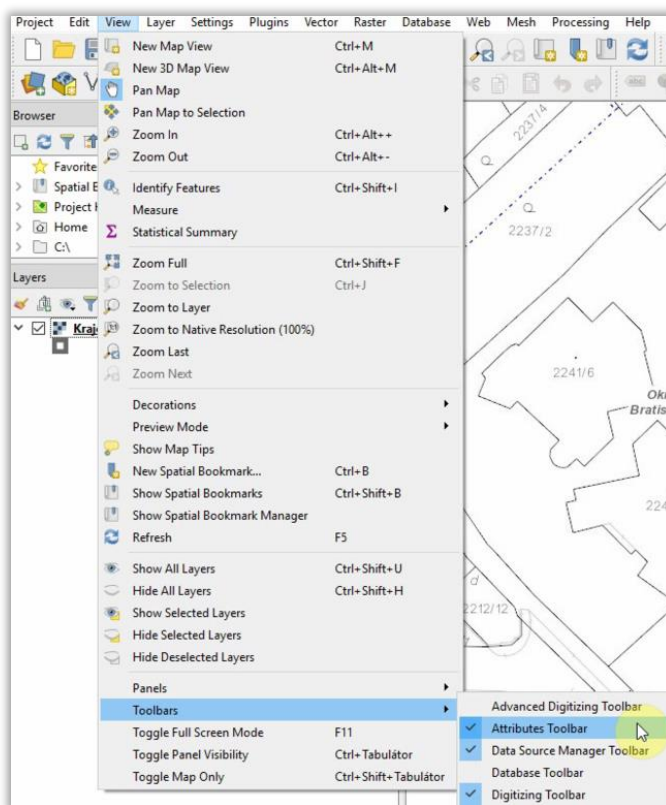 Project Edit View Layer Settings Plugins Vector Raster Database Web Mesh Processing Help
New Map View Ctrl+M
New 3D Map View Ctrl+Alt+M
Pan Map
Pan Map to Selection
Zoom In Ctrl+Alt++
Zoom Out Ctrl+Alt+-
Identify Features Ctrl+Shift+I
Measure
Statistical Summary
Zoom Full Ctrl+Shift+F
Zoom to Selection Ctrl+J
Zoom to Layer
Zoom to Native Resolution (100%)
Zoom Last
Zoom Next
Decorations
Preview Mode
Show Map Tips
New Spatial Bookmark... Ctrl+B
Show Spatial Bookmarks Ctrl+Shift+B
Show Spatial Bookmark Manager
Refresh F5
Show All Layers Ctrl+Shift+U
Hide All Layers Ctrl+Shift+H
Show Selected Layers
Hide Selected Layers
Hide Deselected Layers
Panels
Toolbars
Toggle Full Screen Mode F11
Toggle Panel Visibility Ctrl+Tabulátor
Toggle Map Only Ctrl+Shift+Tabulátor
Advanced Digitizing Toolbar
Attributes Toolbar
Data Source Manager Toolbar
Database Toolbar
Digitizing Toolbar
Browser
Favorite
Spatial B
Project H
Home
C:\
Layers
Kraj
2237/4
2237/2
2241/6
Ok
Bratis
224
2212/12
d